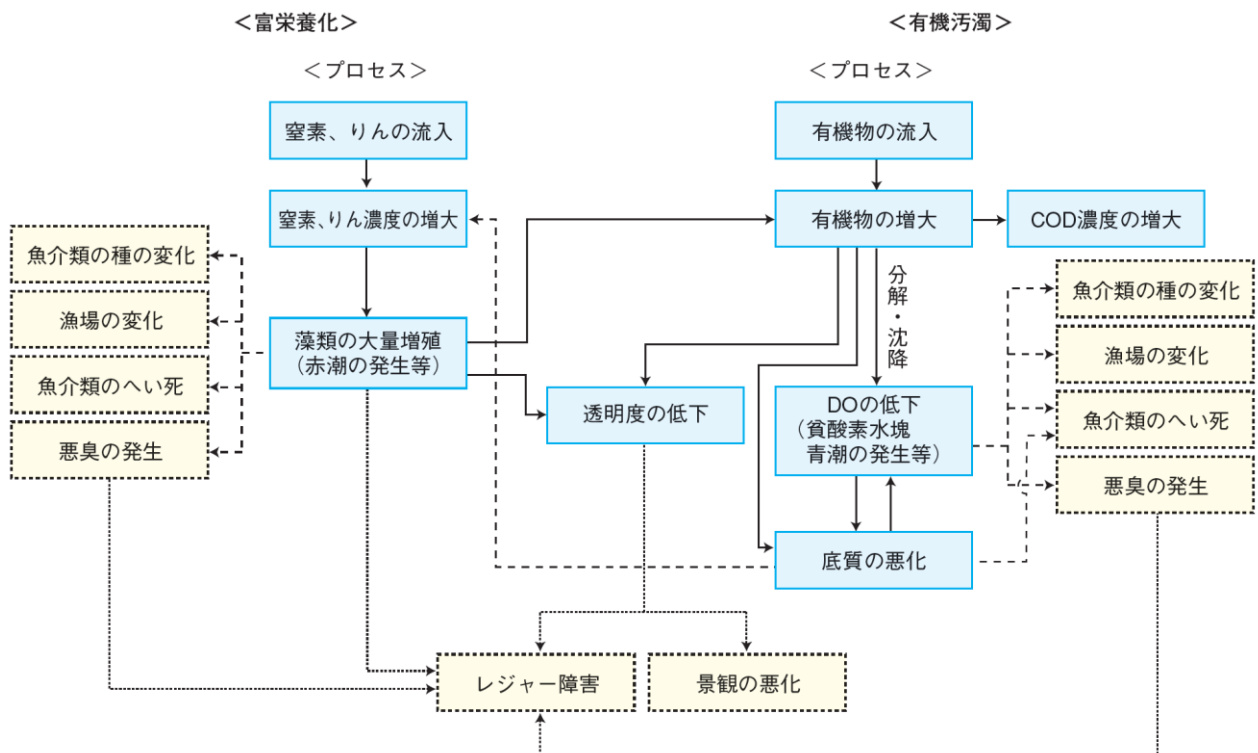 ＜富栄養化＞
＜有機汚濁＞
＜プロセス＞
＜プロセス＞
窒素、りんの流入
有機物の流入
窒素、りん濃度の増大
有機物の増大
COD濃度の増大
魚介類の種の変化
漁場の変化
魚介類のへい死
悪臭の発生
藻類の大量増殖
（赤潮の発生等）
透明度の低下
分解・沈降
DOの低下
（貧酸素水塊
青潮の発生等）
魚介類の種の変化
漁場の変化
魚介類のへい死
悪臭の発生
底質の悪化
レジャー障害
景観の悪化